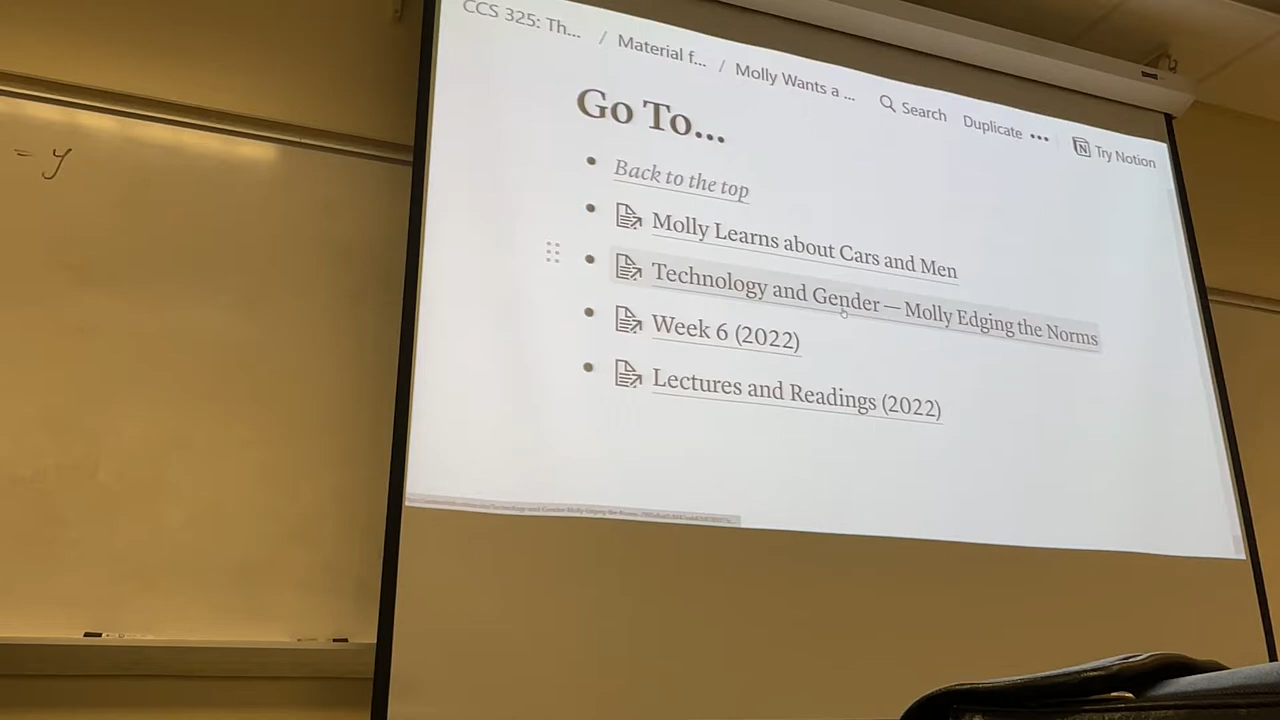 CCS 325: Th... / Material f... / Molly Wants a ... Search Duplicate ••• Try Notion
Go To...
= y
• Back to the top
• Molly Learns about Cars and Men
• Technology and Gender — Molly Edging the Norms
• Week 6 (2022)
• Lectures and Readings (2022)